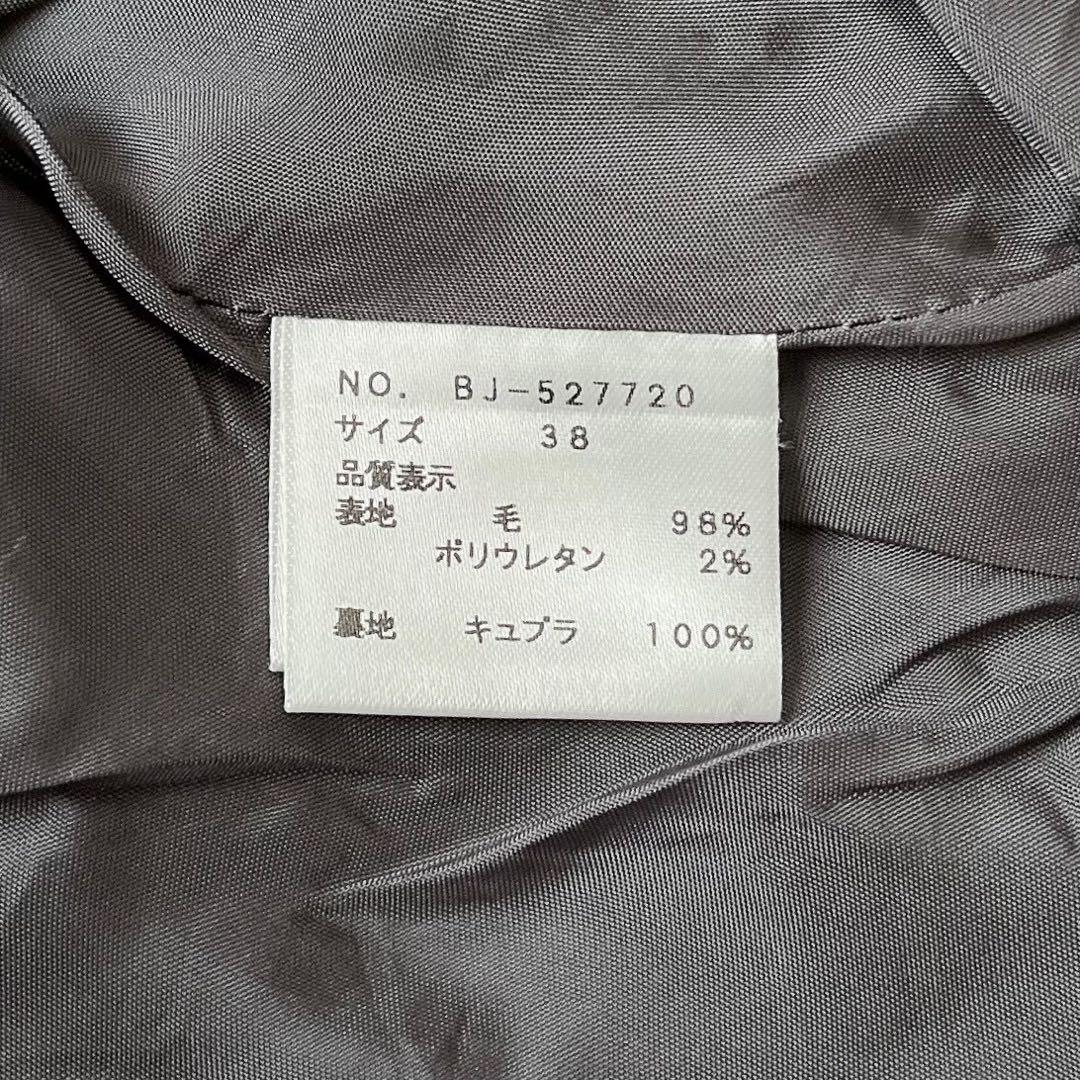 NO. BJ-527720
サイズ 38
品質表示
表地 毛 98%
ポリウレタン 2%
裏地 キュプラ 100%